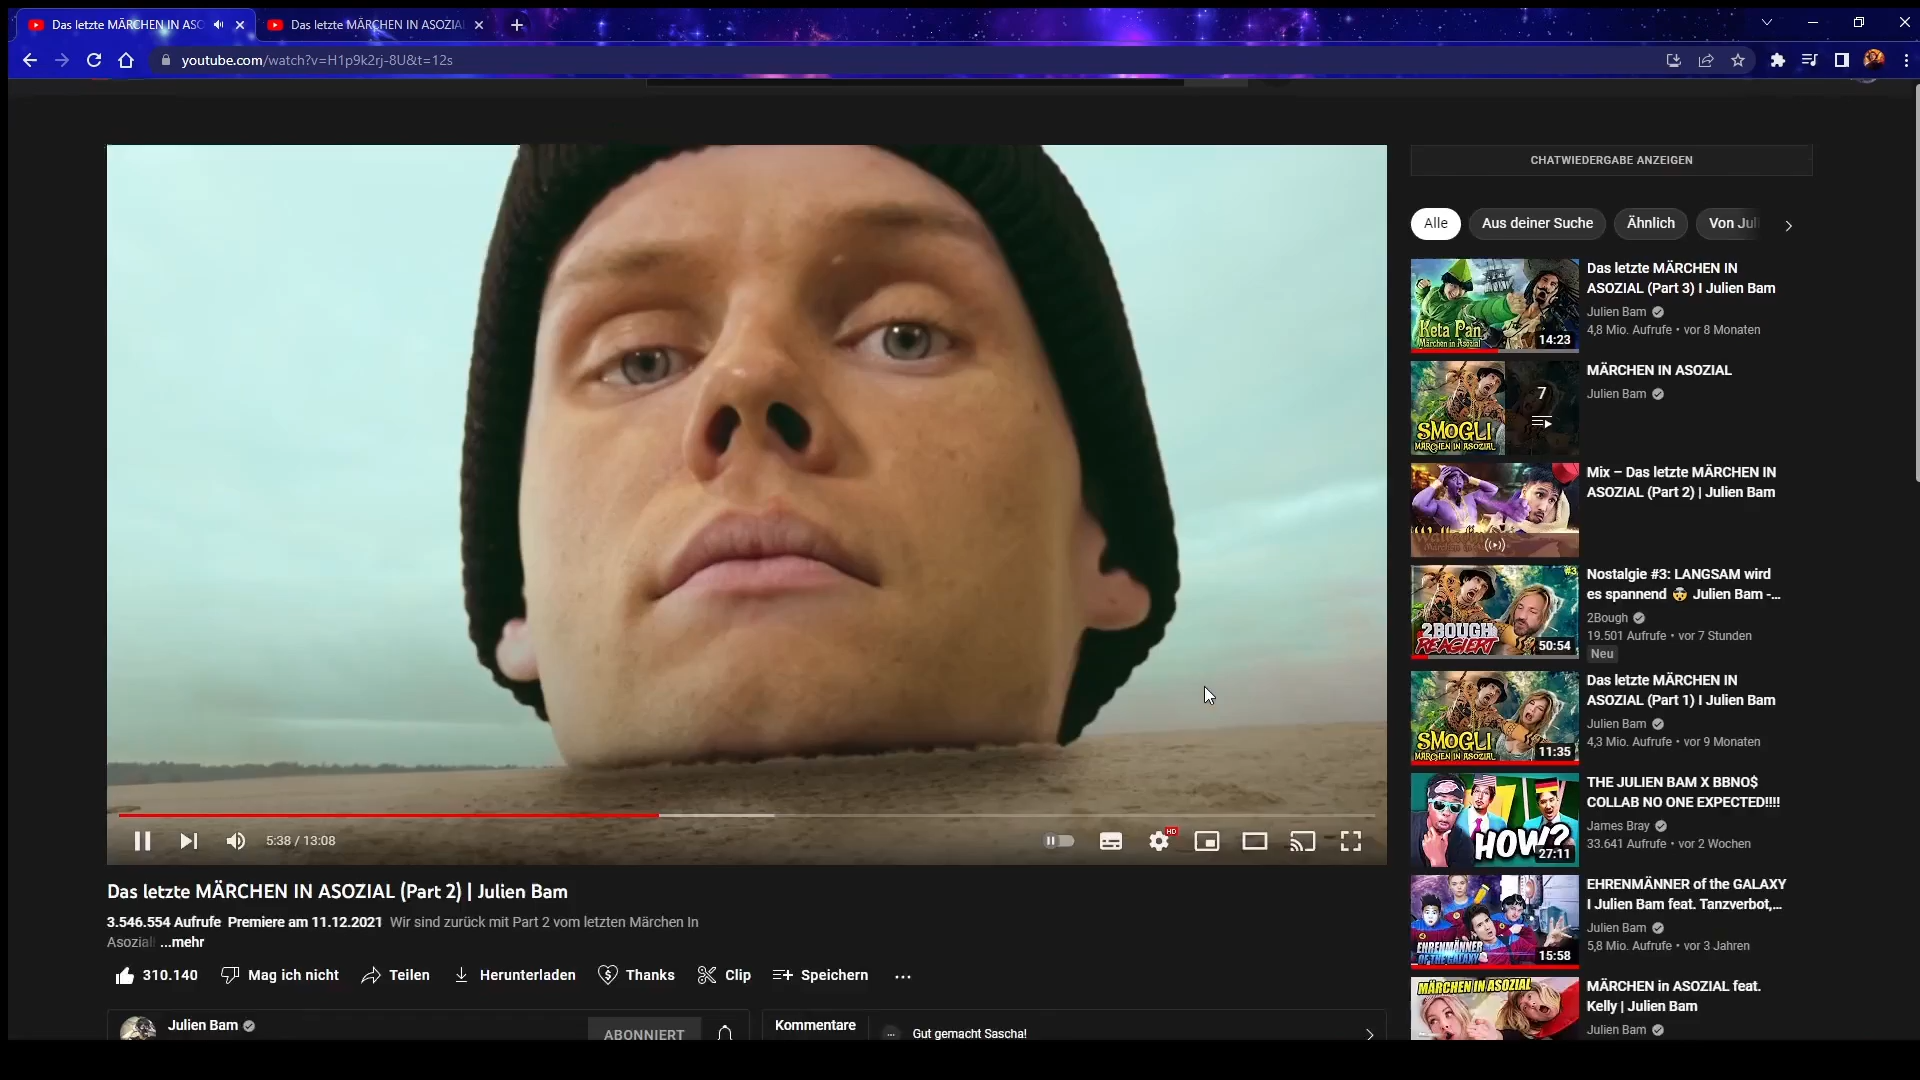 Das letzte MÄRCHEN IN ASO
Das letzte MÄRCHEN IN ASOZIAL
youtube.com/watch?v=H1p9k2rj-8U&t=12s
CHATWIEDERGABE ANZEIGEN
Alle
Aus deiner Suche
Ähnlich
Von Jul
Keta Pan
Märchen in Asozial
14:23
Das letzte MÄRCHEN IN
ASOZIAL (Part 3) I Julien Bam
Julien Bam
4,8 Mio. Aufrufe • vor 8 Monaten
SMOGLI
MÄRCHEN IN ASOZIAL
7
MÄRCHEN IN ASOZIAL
Julien Bam
Mix – Das letzte MÄRCHEN IN
ASOZIAL (Part 2) | Julien Bam
#3
2BOUGH
REAGIERT
50:54
Nostalgie #3: LANGSAM wird
es spannend 🤯 Julien Bam -...
2Bough
19.501 Aufrufe • vor 7 Stunden
Neu
SMOGLI
MÄRCHEN IN ASOZIAL
11:35
Das letzte MÄRCHEN IN
ASOZIAL (Part 1) I Julien Bam
Julien Bam
4,3 Mio. Aufrufe • vor 9 Monaten
HOW?
27:11
THE JULIEN BAM X BBNO$
COLLAB NO ONE EXPECTED!!!!
James Bray
33.641 Aufrufe • vor 2 Wochen
EHRENMÄNNER
OF THE GALAXY
15:58
EHRENMÄNNER of the GALAXY
I Julien Bam feat. Tanzverbot,...
Julien Bam
5,8 Mio. Aufrufe • vor 3 Jahren
MÄRCHEN IN ASOZIAL
MÄRCHEN in ASOZIAL feat.
Kelly | Julien Bam
Julien Bam
5:38 / 13:08
HD
Das letzte MÄRCHEN IN ASOZIAL (Part 2) | Julien Bam
3.546.554 Aufrufe Premiere am 11.12.2021 Wir sind zurück mit Part 2 vom letzten Märchen In
Asozial ...mehr
310.140
Mag ich nicht
Teilen
Herunterladen
Thanks
Clip
Speichern
Julien Bam
ABONNIERT
Kommentare
Gut gemacht Sascha!